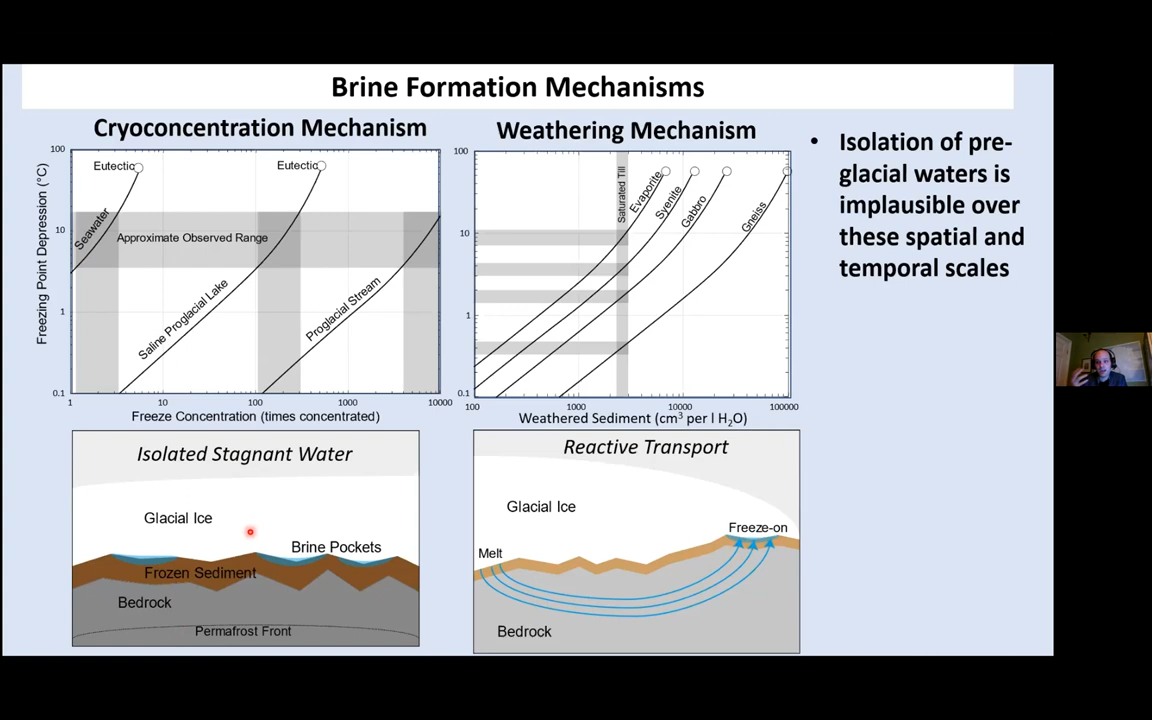 Brine Formation Mechanisms
Cryoconcentration Mechanism
Freezing Point Depression (°C)
100
10
1
0.1
Eutectic
Eutectic
Seawater
Approximate Observed Range
Saline Proglacial Lake
Proglacial Stream
1
10
100
1000
10000
Freeze Concentration (times concentrated)
Weathering Mechanism
100
10
1
0.1
Saturated Till
Evaporite
Syenite
Gabbro
Gneiss
100
1000
10000
100000
Weathered Sediment (cm³ per l H₂O)
• Isolation of pre-
glacial waters is
implausible over
these spatial and
temporal scales
Isolated Stagnant Water
Glacial Ice
Brine Pockets
Frozen Sediment
Bedrock
Permafrost Front
Reactive Transport
Glacial Ice
Freeze-on
Melt
Bedrock